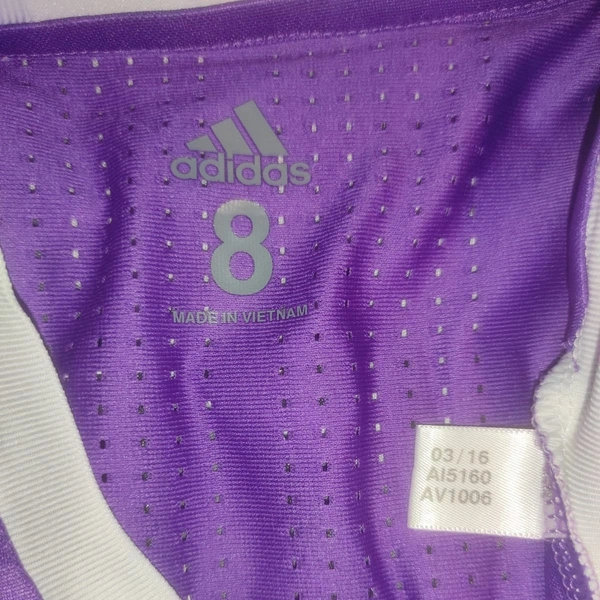 adidas
8
MADE IN VIETNAM
03/16
AI5160
AV1006